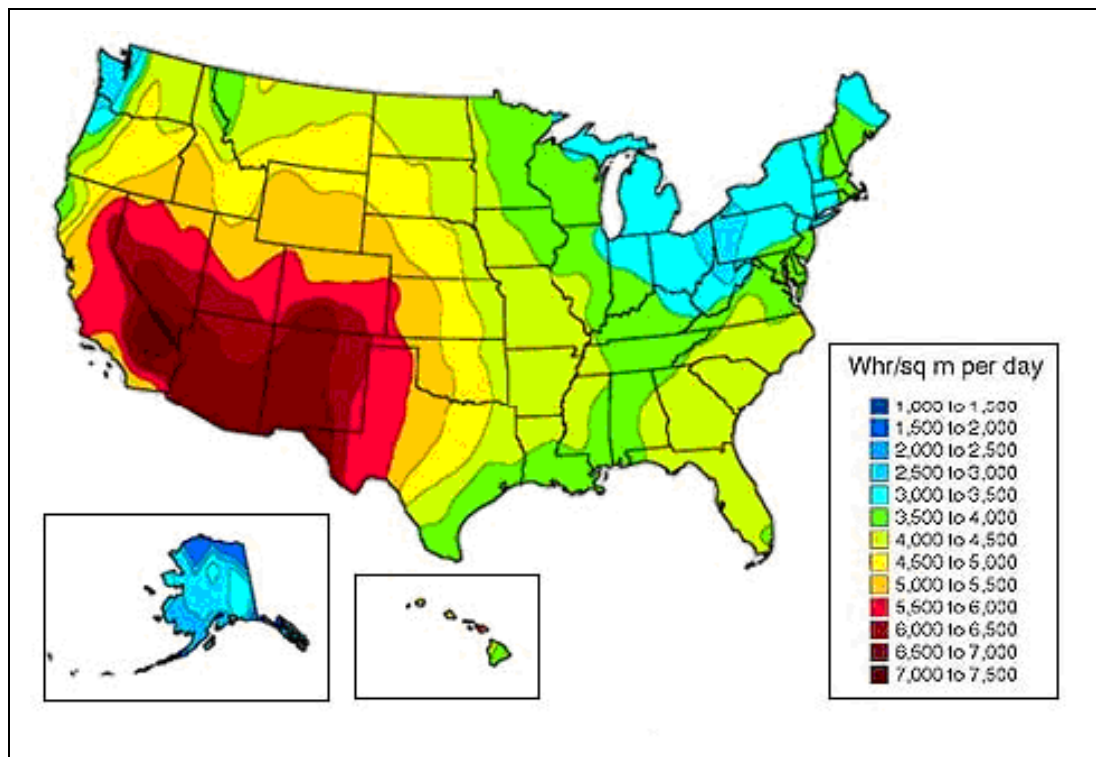 Whr/sq m per day
1,000 to 1,500
1,500 to 2,000
2,000 to 2,500
2,500 to 3,000
3,000 to 3,500
3,500 to 4,000
4,000 to 4,500
4,500 to 5,000
5,000 to 5,500
5,500 to 6,000
6,000 to 6,500
6,500 to 7,000
7,000 to 7,500